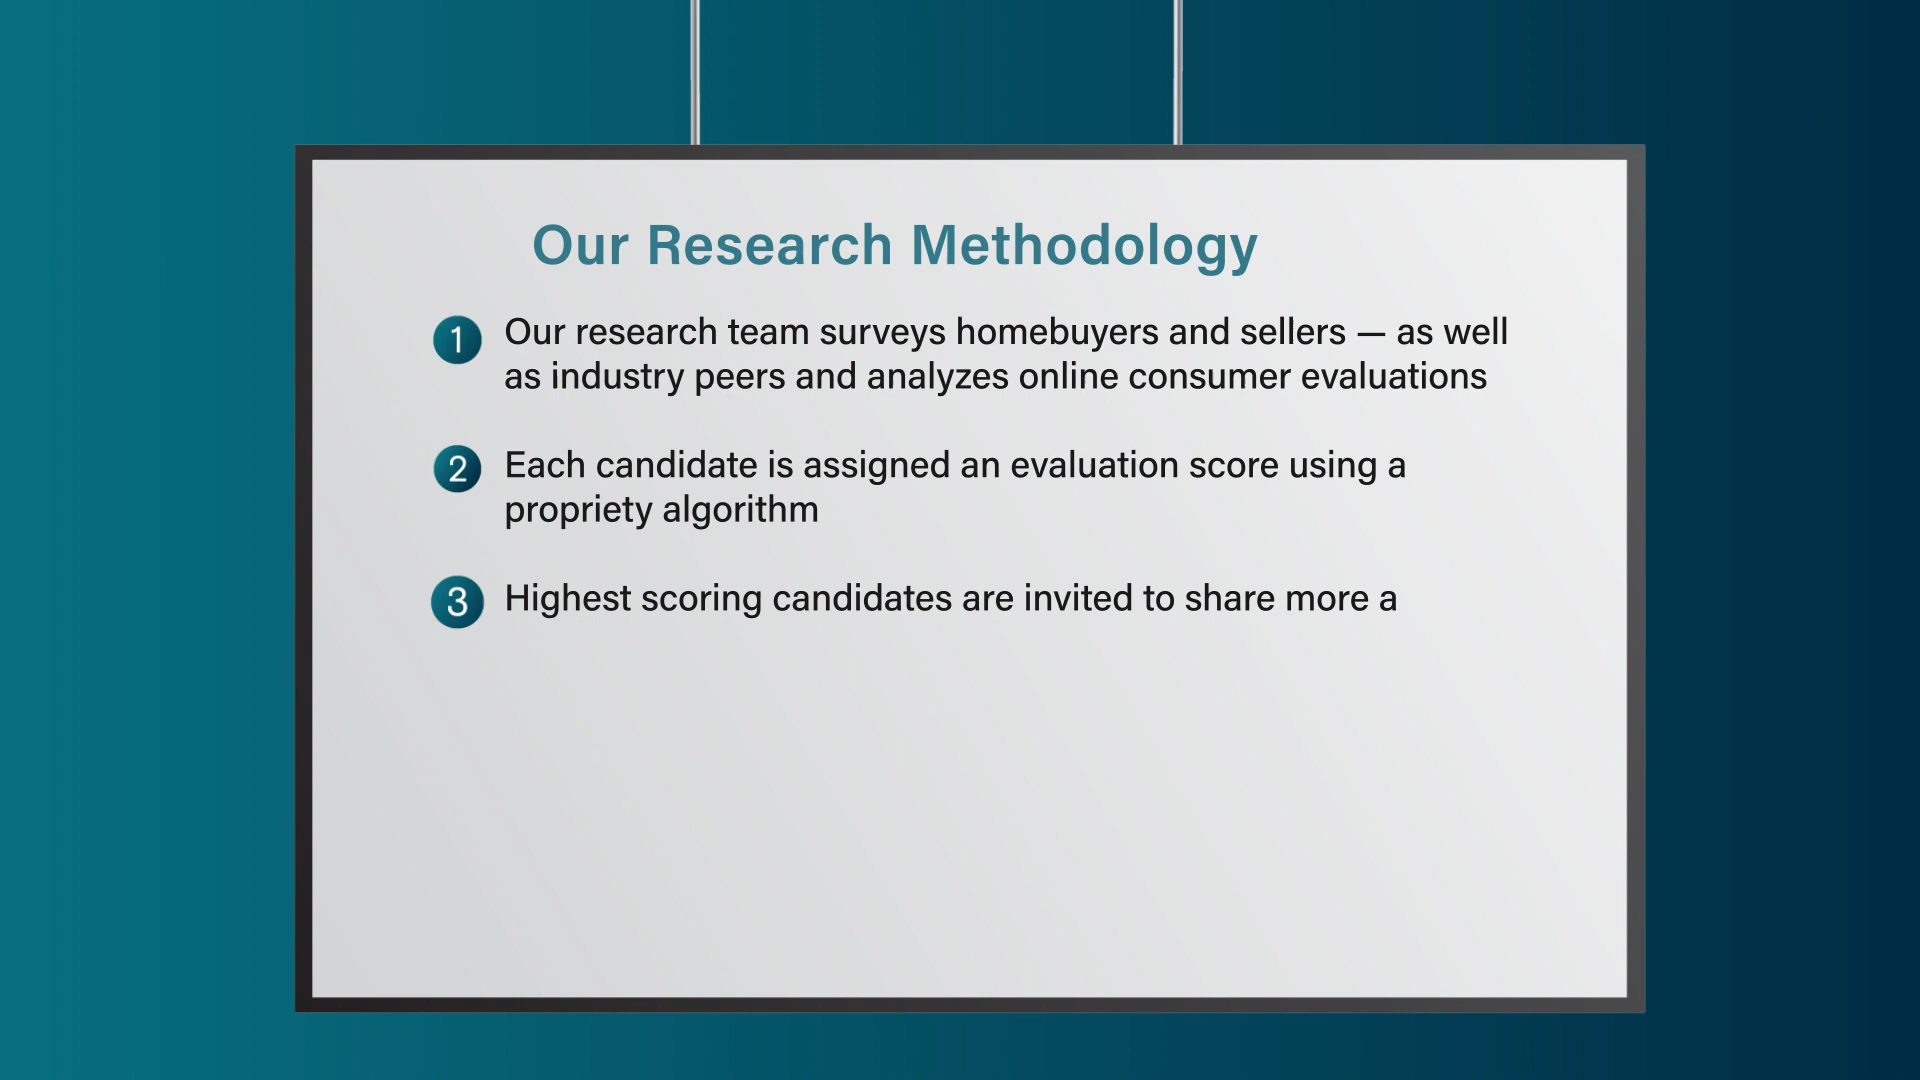 Our Research Methodology
1 Our research team surveys homebuyers and sellers — as well
as industry peers and analyzes online consumer evaluations
2 Each candidate is assigned an evaluation score using a
propriety algorithm
3 Highest scoring candidates are invited to share more a